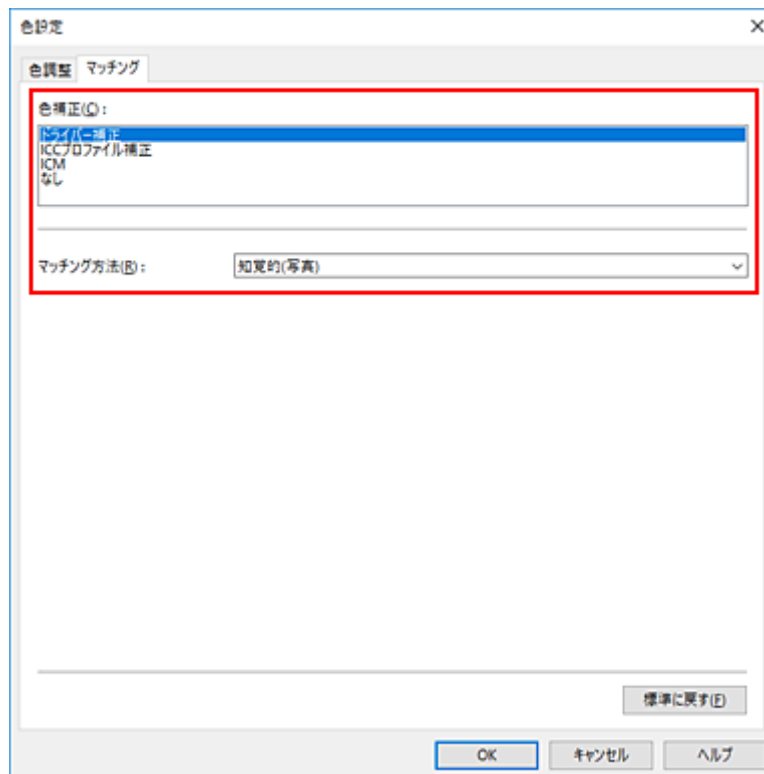 色設定
色調整 マッチング
色補正(C):
ドライバー補正
ICCプロファイル補正
ICM
なし
マッチング方法(R): 知覚的(写真)
標準に戻す(F)
OK キャンセル ヘルプ